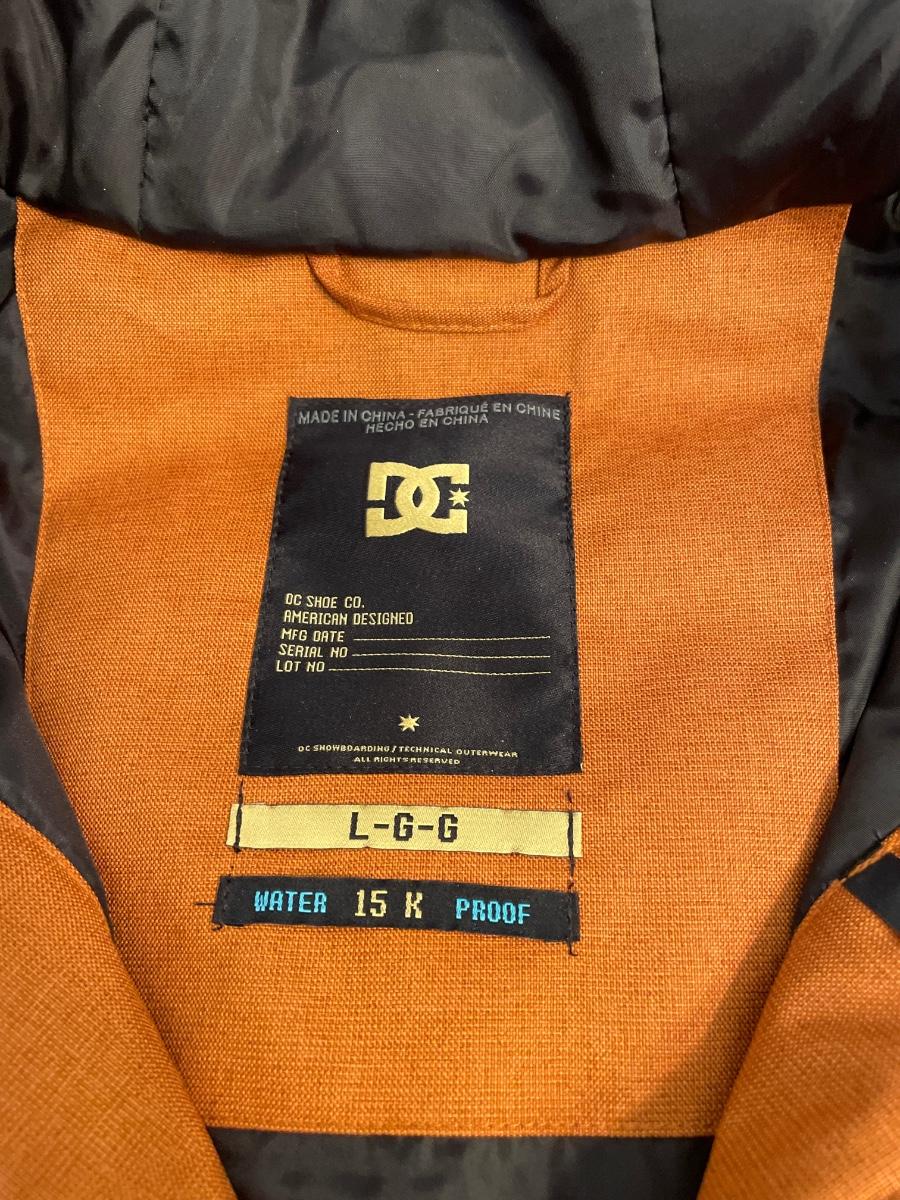 MADE IN CHINA - FABRIQUÉ EN CHINE
HECHO EN CHINA
DC
DC SHOE CO.
AMERICAN DESIGNED
MFG DATE
SERIAL NO
LOT NO
DC SNOWBOARDING / TECHNICAL OUTERWEAR
ALL RIGHTS RESERVED
L-G-G
WATER 15 K PROOF